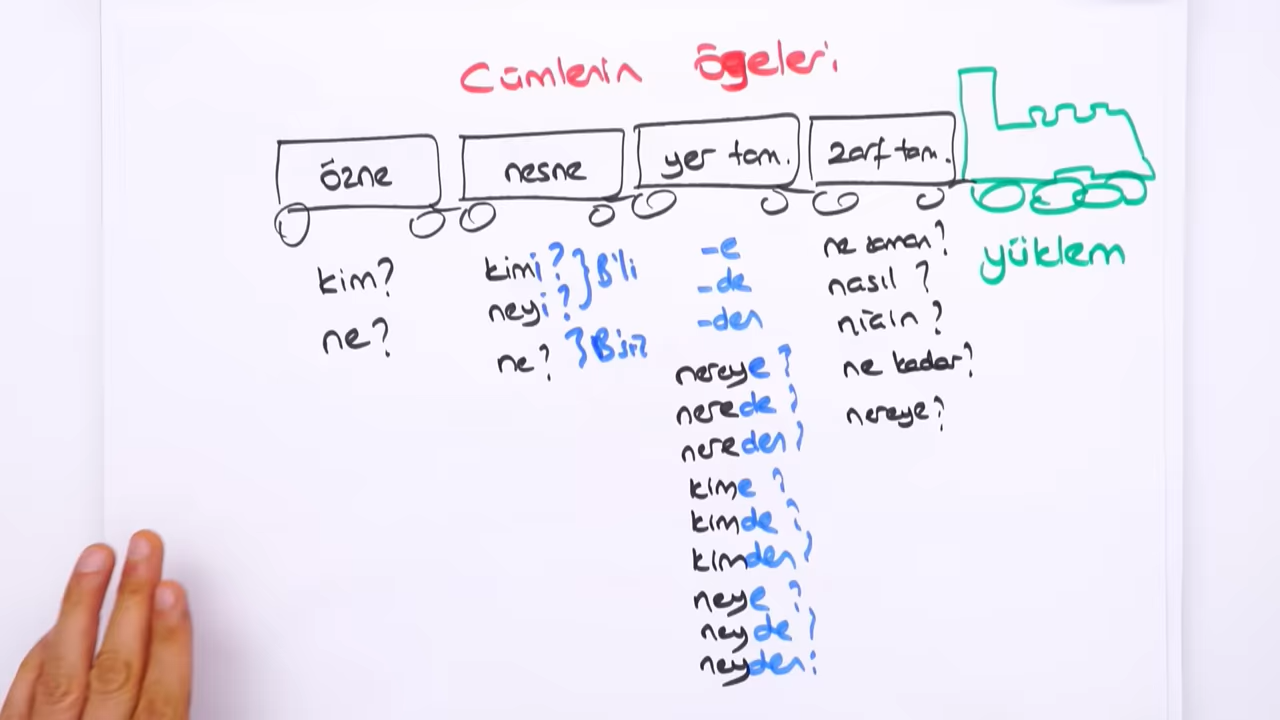 Cümlenin ögeleri
özne
nesne
yer tam.
zarf tam.
yüklem
kim?
ne?
kimi?
neyi?
B'li
ne?
B'siz
-e
-de
-den
nereye?
nerede?
nereden?
kime?
kimde?
kimden?
neye?
neyde?
neyden?
ne zaman?
nasıl?
niçin?
ne kadar?
nereye?